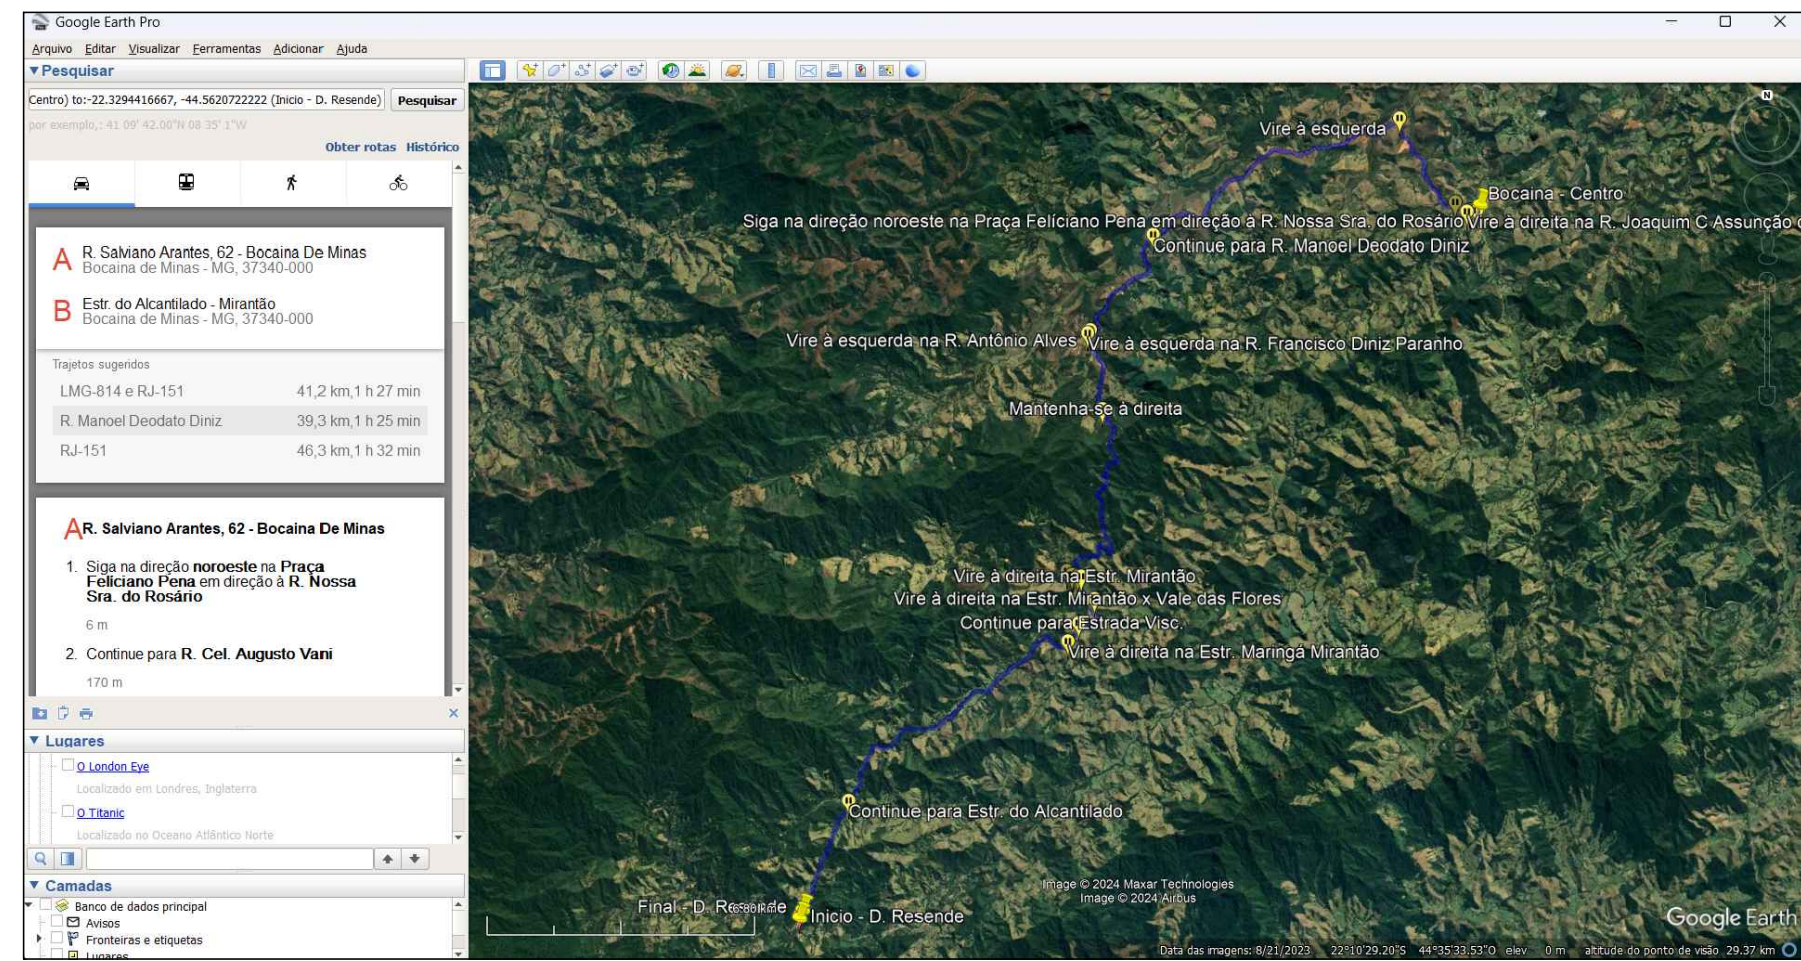 Google Earth Pro
Arquivo Editar Visualizar Ferramentas Adicionar Ajuda
Pesquisar
Centro) to:-22.3294416667, -44.5620722222 (Inicio - D. Resende) Pesquisar
por exemplo,: 41 09' 42.00"N 08 35' 1"W
Obter rotas Histórico
A R. Salviano Arantes, 62 - Bocaina De Minas
Bocaina de Minas - MG, 37340-000
B Estr. do Alcantilado - Mirantão
Bocaina de Minas - MG, 37340-000
Trajetos sugeridos
LMG-814 e RJ-151 41,2 km,1 h 27 min
R. Manoel Deodato Diniz 39,3 km,1 h 25 min
RJ-151 46,3 km,1 h 32 min
A R. Salviano Arantes, 62 - Bocaina De Minas
1. Siga na direção noroeste na Praça
Felíciano Pena em direção à R. Nossa
Sra. do Rosário
6 m
2. Continue para R. Cel. Augusto Vani
170 m
Lugares
O London Eye
Localizado em Londres, Inglaterra
O Titanic
Localizado no Oceano Atlântico Norte
Camadas
Banco de dados principal
Avisos
Fronteiras e etiquetas
Lugares
N
Vire à esquerda
Bocaina - Centro
Siga na direção noroeste na Praça Felíciano Pena em direção à R. Nossa Sra. do Rosário
Vire à direita na R. Joaquim C Assunção
Continue para R. Manoel Deodato Diniz
Vire à esquerda na R. Antônio Alves
Vire à esquerda na R. Francisco Diniz Paranho
Mantenha-se à direita
Vire à direita na Estr. Mirantão
Vire à direita na Estr. Mirantão x Vale das Flores
Continue para Estrada Visc.
Vire à direita na Estr. Maringá Mirantão
Continue para Estr. do Alcantilado
Final - D. Resende
Inicio - D. Resende
Image © 2024 Maxar Technologies
Image © 2024 Airbus
Google Earth
Data das imagens: 8/21/2023 22°10'29.20"S 44°35'33.53"O elev 0 m altitude do ponto de visão 29.37 km